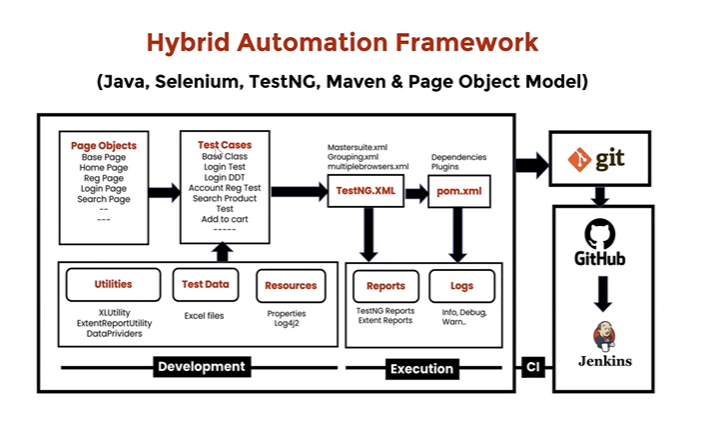 Hybrid Automation Framework
(Java, Selenium, TestNG, Maven & Page Object Model)
Page Objects
Base Page
Home Page
Reg Page
Login Page
Search Page
--
---
Test Cases
Base Class
Login Test
Login DDT
Account Reg Test
Search Product
Test
Add to cart
-----
Mastersuite.xml
Grouping.xml
multiplebrowsers.xml
TestNG.XML
Dependencies
Plugins
pom.xml
git
GitHub
Jenkins
Utilities
XLUtility
ExtentReportUtility
DataPrividers
Test Data
Excel files
Resources
Properties
Log4j2
Reports
TestNG Reports
Extent Reports
Logs
Info, Debug,
Warn..
Development
Execution
CI